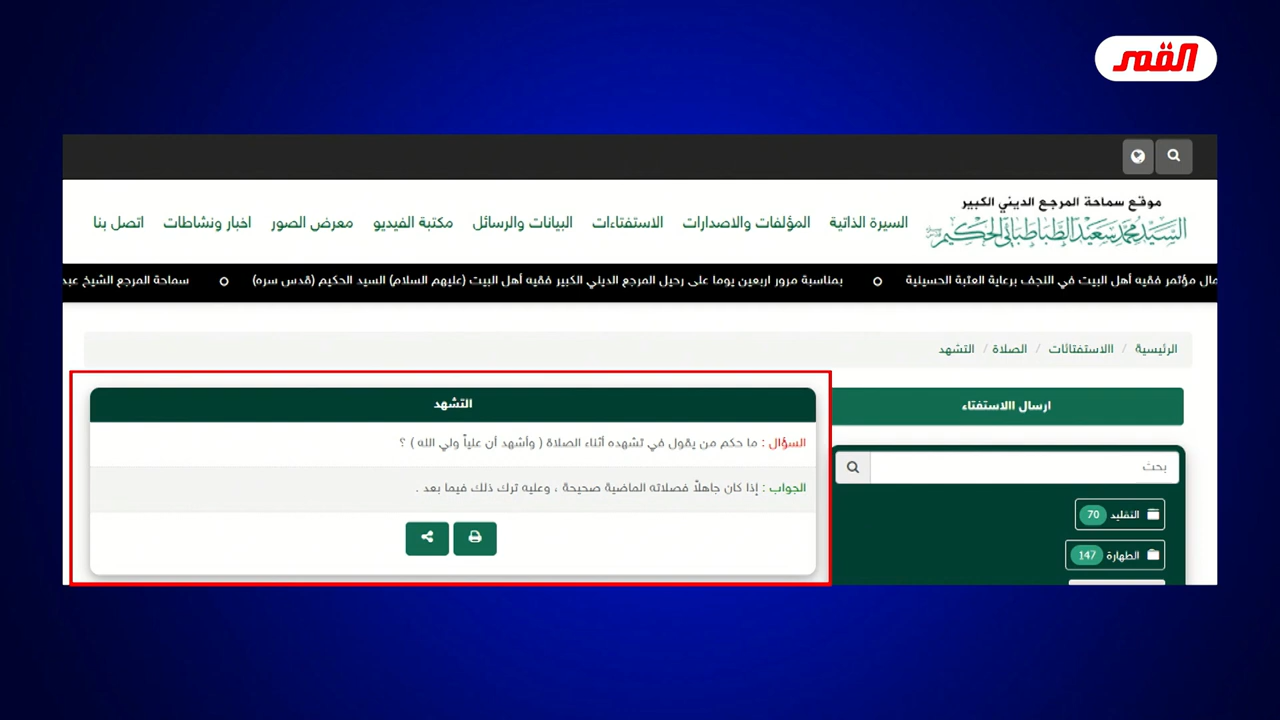 القمر
موقع سماحة المرجع الديني الكبير
السيد محمد سعيد الطباطبائي الحكيم
السيرة الذاتية المؤلفات والاصدارات الاستفتاءات البيانات والرسائل مكتبة الفيديو معرض الصور اخبار ونشاطات اتصل بنا
مؤتمر فقيه أهل البيت في النجف برعاية العتبة الحسينية o بمناسبة مرور اربعين يوما على رحيل المرجع الديني الكبير فقيه أهل البيت (عليهم السلام) السيد الحكيم (قدس سره) o سماحة المرجع الشيخ
الرئيسية / الاستفتائات / الصلاة / التشهد
ارسال الاستفتاء
التشهد
السؤال : ما حكم من يقول في تشهده أثناء الصلاة ( وأشهد أن علياً ولي الله ) ؟
الجواب : إذا كان جاهلاً فصلاته الماضية صحيحة ، وعليه ترك ذلك فيما بعد .
بحث
التقليد 70
الطهارة 147